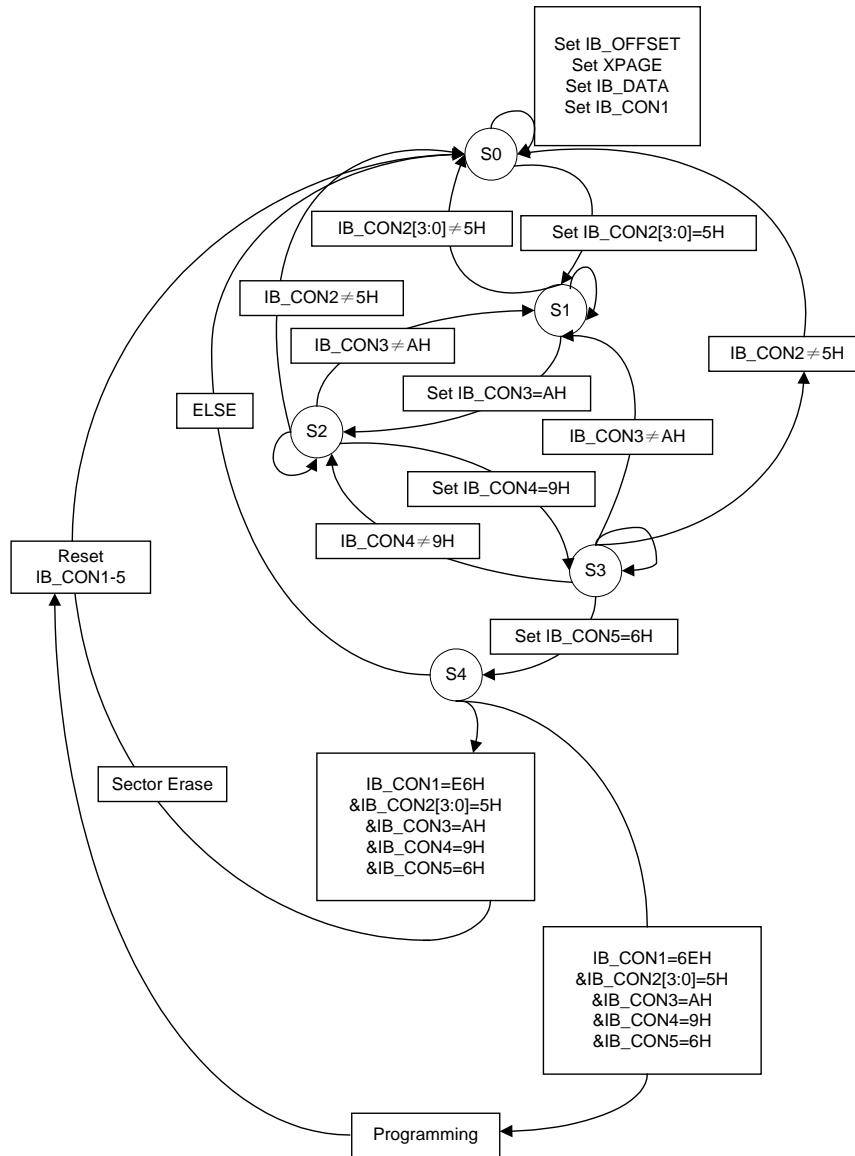 Set IB_OFFSET
Set XPAGE
Set IB_DATA
Set IB_CON1
S0
IB_CON2[3:0]≠5H
Set IB_CON2[3:0]=5H
IB_CON2≠5H
S1
IB_CON3≠AH
IB_CON2≠5H
Set IB_CON3=AH
ELSE
S2
IB_CON3≠AH
Set IB_CON4=9H
IB_CON4≠9H
Reset
IB_CON1-5
S3
Set IB_CON5=6H
S4
Sector Erase
IB_CON1=E6H
&IB_CON2[3:0]=5H
&IB_CON3=AH
&IB_CON4=9H
&IB_CON5=6H
IB_CON1=6EH
&IB_CON2[3:0]=5H
&IB_CON3=AH
&IB_CON4=9H
&IB_CON5=6H
Programming